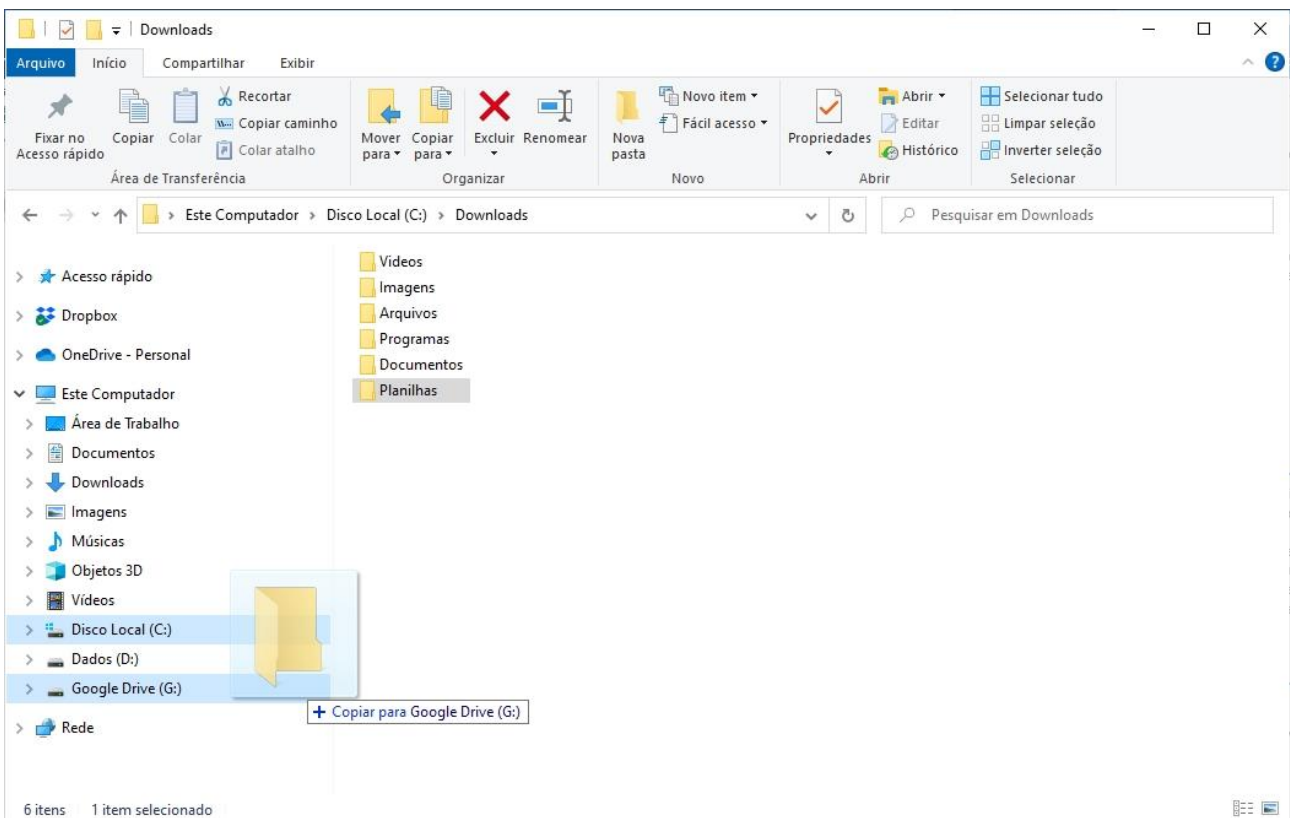 Downloads
Arquivo Início Compartilhar Exibir
Fixar no Acesso rápido
Copiar
Colar
Recortar
Copiar caminho
Colar atalho
Área de Transferência
Mover para
Copiar para
Excluir
Renomear
Organizar
Nova pasta
Novo item
Fácil acesso
Novo
Propriedades
Abrir
Editar
Histórico
Abrir
Selecionar tudo
Limpar seleção
Inverter seleção
Selecionar
Este Computador > Disco Local (C:) > Downloads
Pesquisar em Downloads
Acesso rápido
Dropbox
OneDrive - Personal
Este Computador
Área de Trabalho
Documentos
Downloads
Imagens
Músicas
Objetos 3D
Vídeos
Disco Local (C:)
Dados (D:)
Google Drive (G:)
Rede
Videos
Imagens
Arquivos
Programas
Documentos
Planilhas
+ Copiar para Google Drive (G:)
6 itens 1 item selecionado